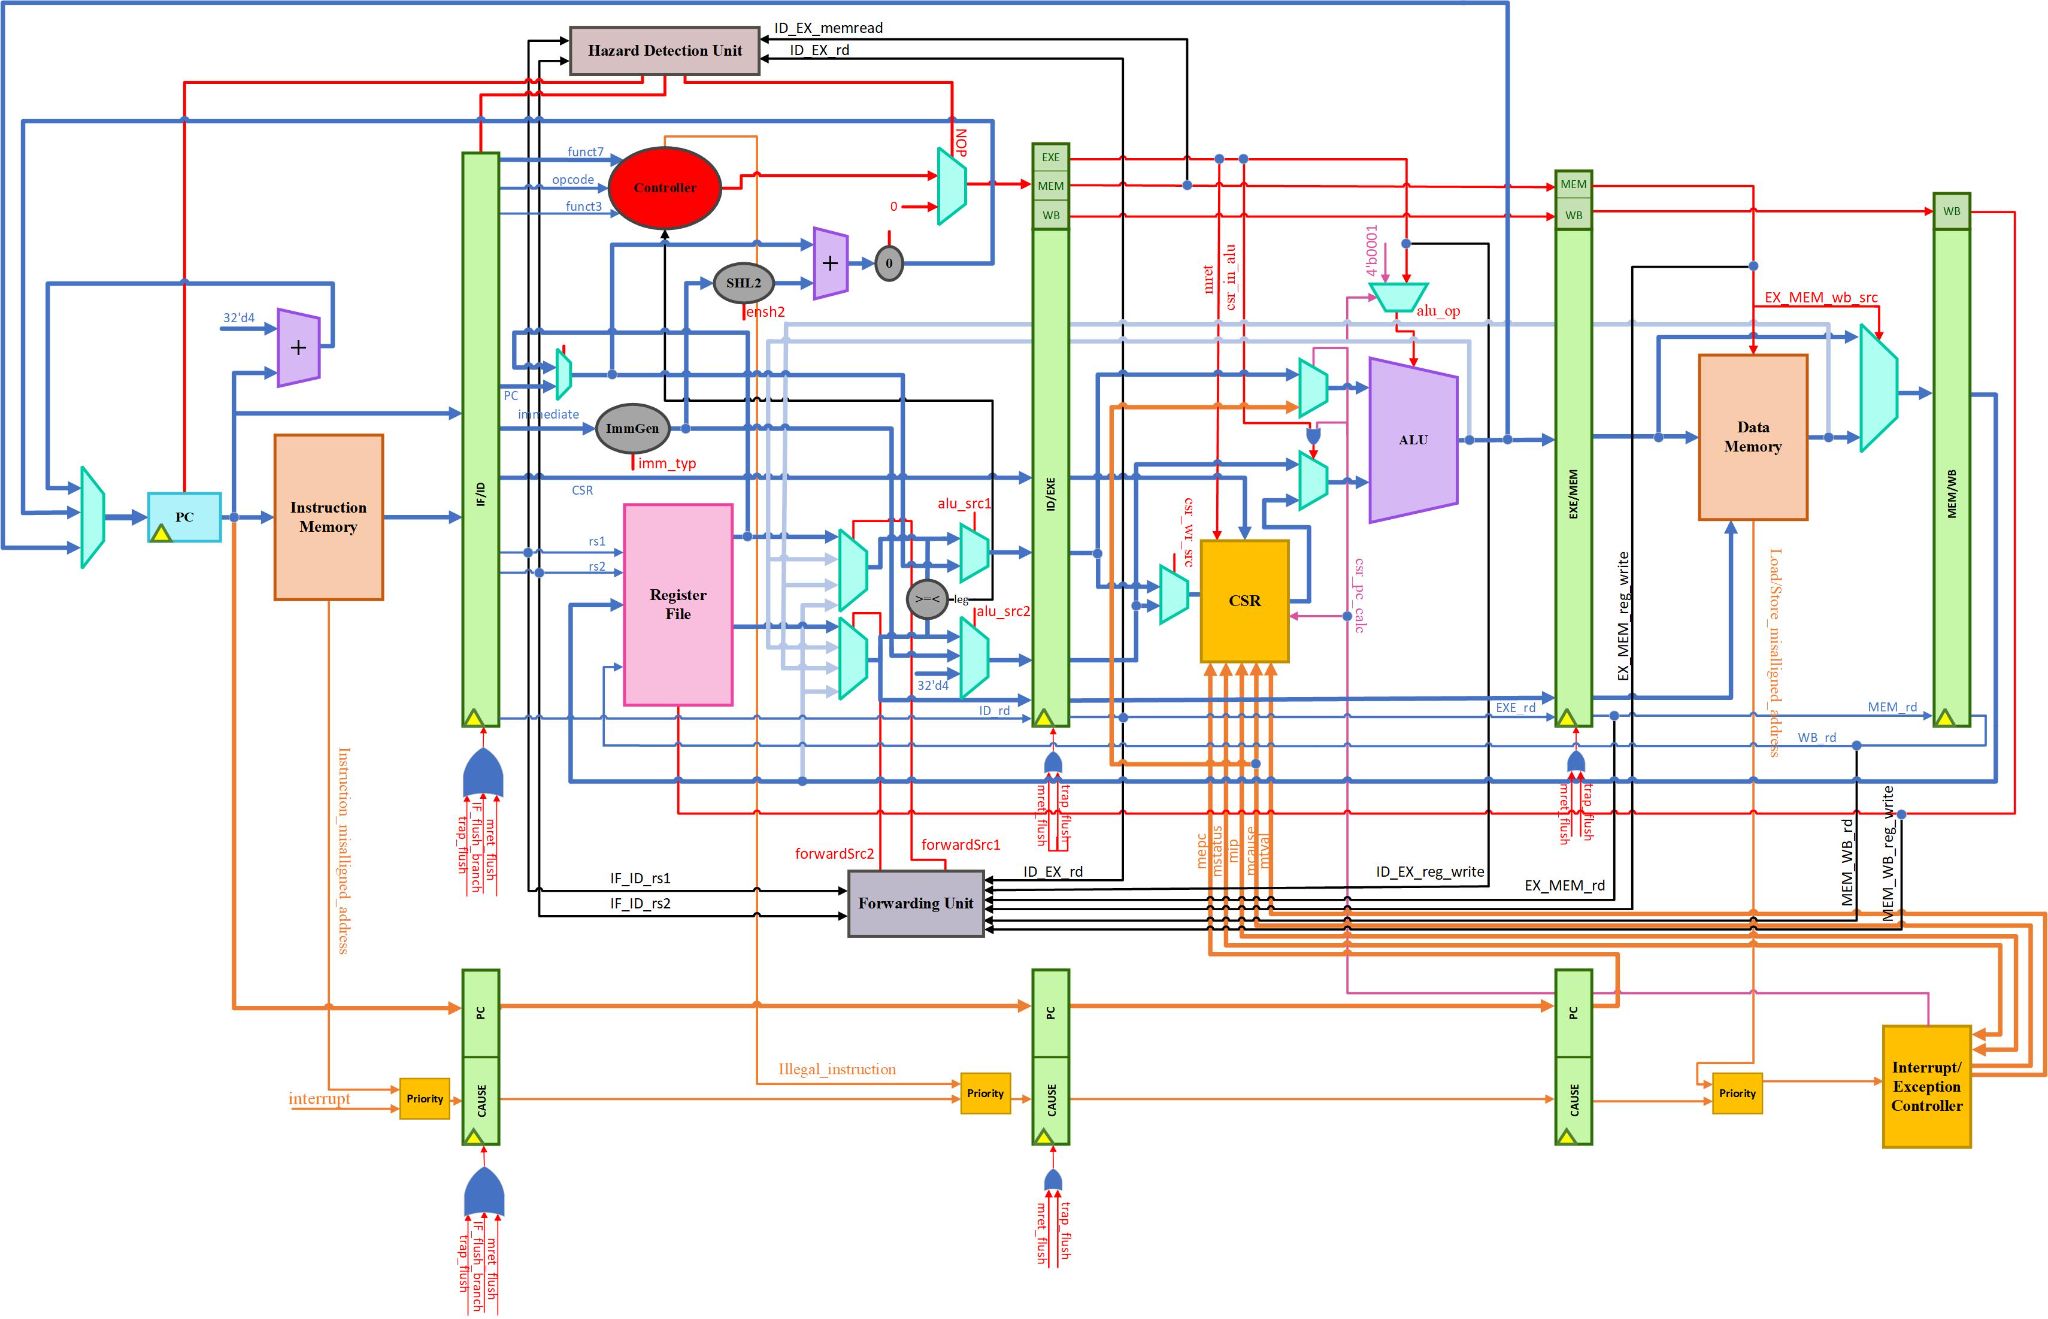 ID_EX_memread
Hazard Detection Unit
ID_EX_rd
NOP
funct7
opcode
funct3
Controller
0
EXE
MEM
WB
MEM
WB
WB
4'b0001
mret
csr_in_alu
+
0
SHL2
ensh2
alu_op
EX_MEM_wb_src
32'd4
+
PC
immediate
ImmGen
imm_typ
ALU
Data
Memory
CSR
IF/ID
ID/EXE
EXE/MEM
MEM/WB
PC
Instruction
Memory
alu_src1
csr_wr_src
rs1
rs2
Register
File
>=<
leg
alu_src2
CSR
csr_pc_calc
EX_MEM_reg_write
Load/Store_misalligned_address
32'd4
ID_rd
EXE_rd
MEM_rd
WB_rd
Instruction_misalligned_address
trap_flush
IF_flush_branch
mret_flush
mret_flush
trap_flush
mret_flush
trap_flush
mepc
mstatus
mip
mcause
mtval
MEM_WB_rd
MEM_WB_reg_write
forwardSrc2
forwardSrc1
IF_ID_rs1
IF_ID_rs2
Forwarding Unit
ID_EX_rd
ID_EX_reg_write
EX_MEM_rd
PC
PC
PC
Illegal_instruction
interrupt
Priority
CAUSE
Priority
CAUSE
CAUSE
Priority
Interrupt/
Exception
Controller
trap_flush
IF_flush_branch
mret_flush
mret_flush
trap_flush